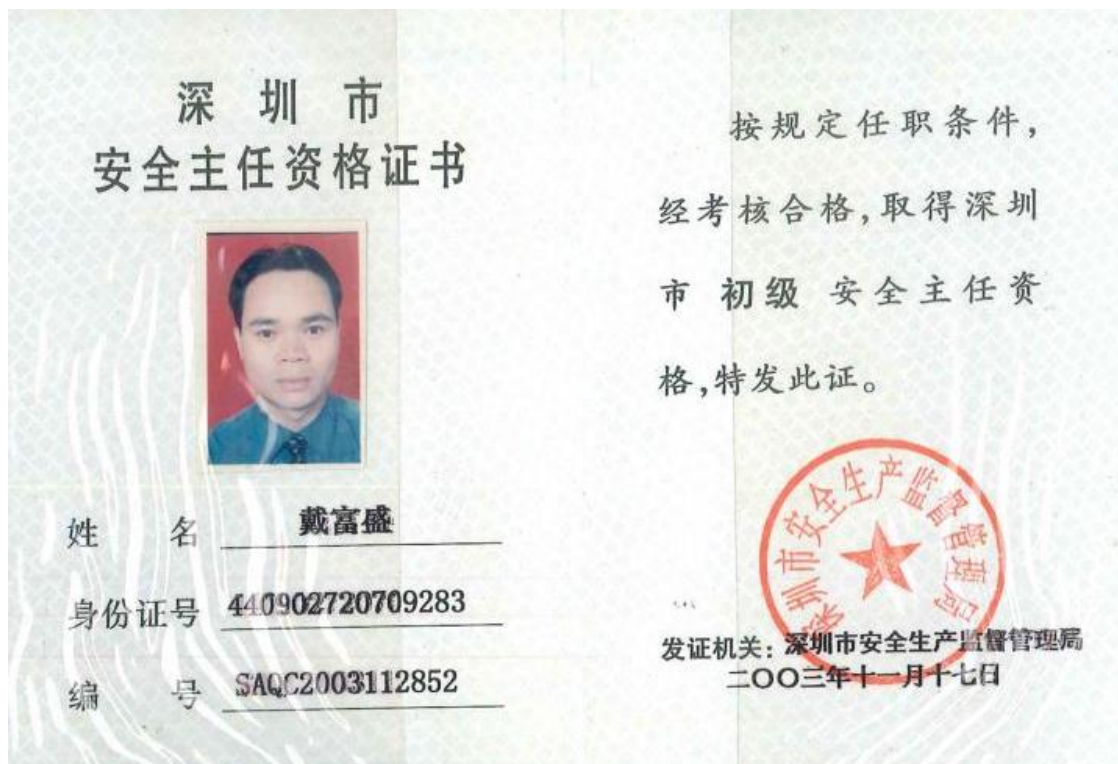 深圳市
安全主任资格证书
姓名 戴富盛
身份证号 440902720709283
编号 SAQC2003112852
按规定任职条件,
经考核合格,取得深圳
市 初级 安全主任资
格,特发此证。
深圳市安全生产监督管理局
发证机关：深圳市安全生产监督管理局
二〇〇三年十一月十七日